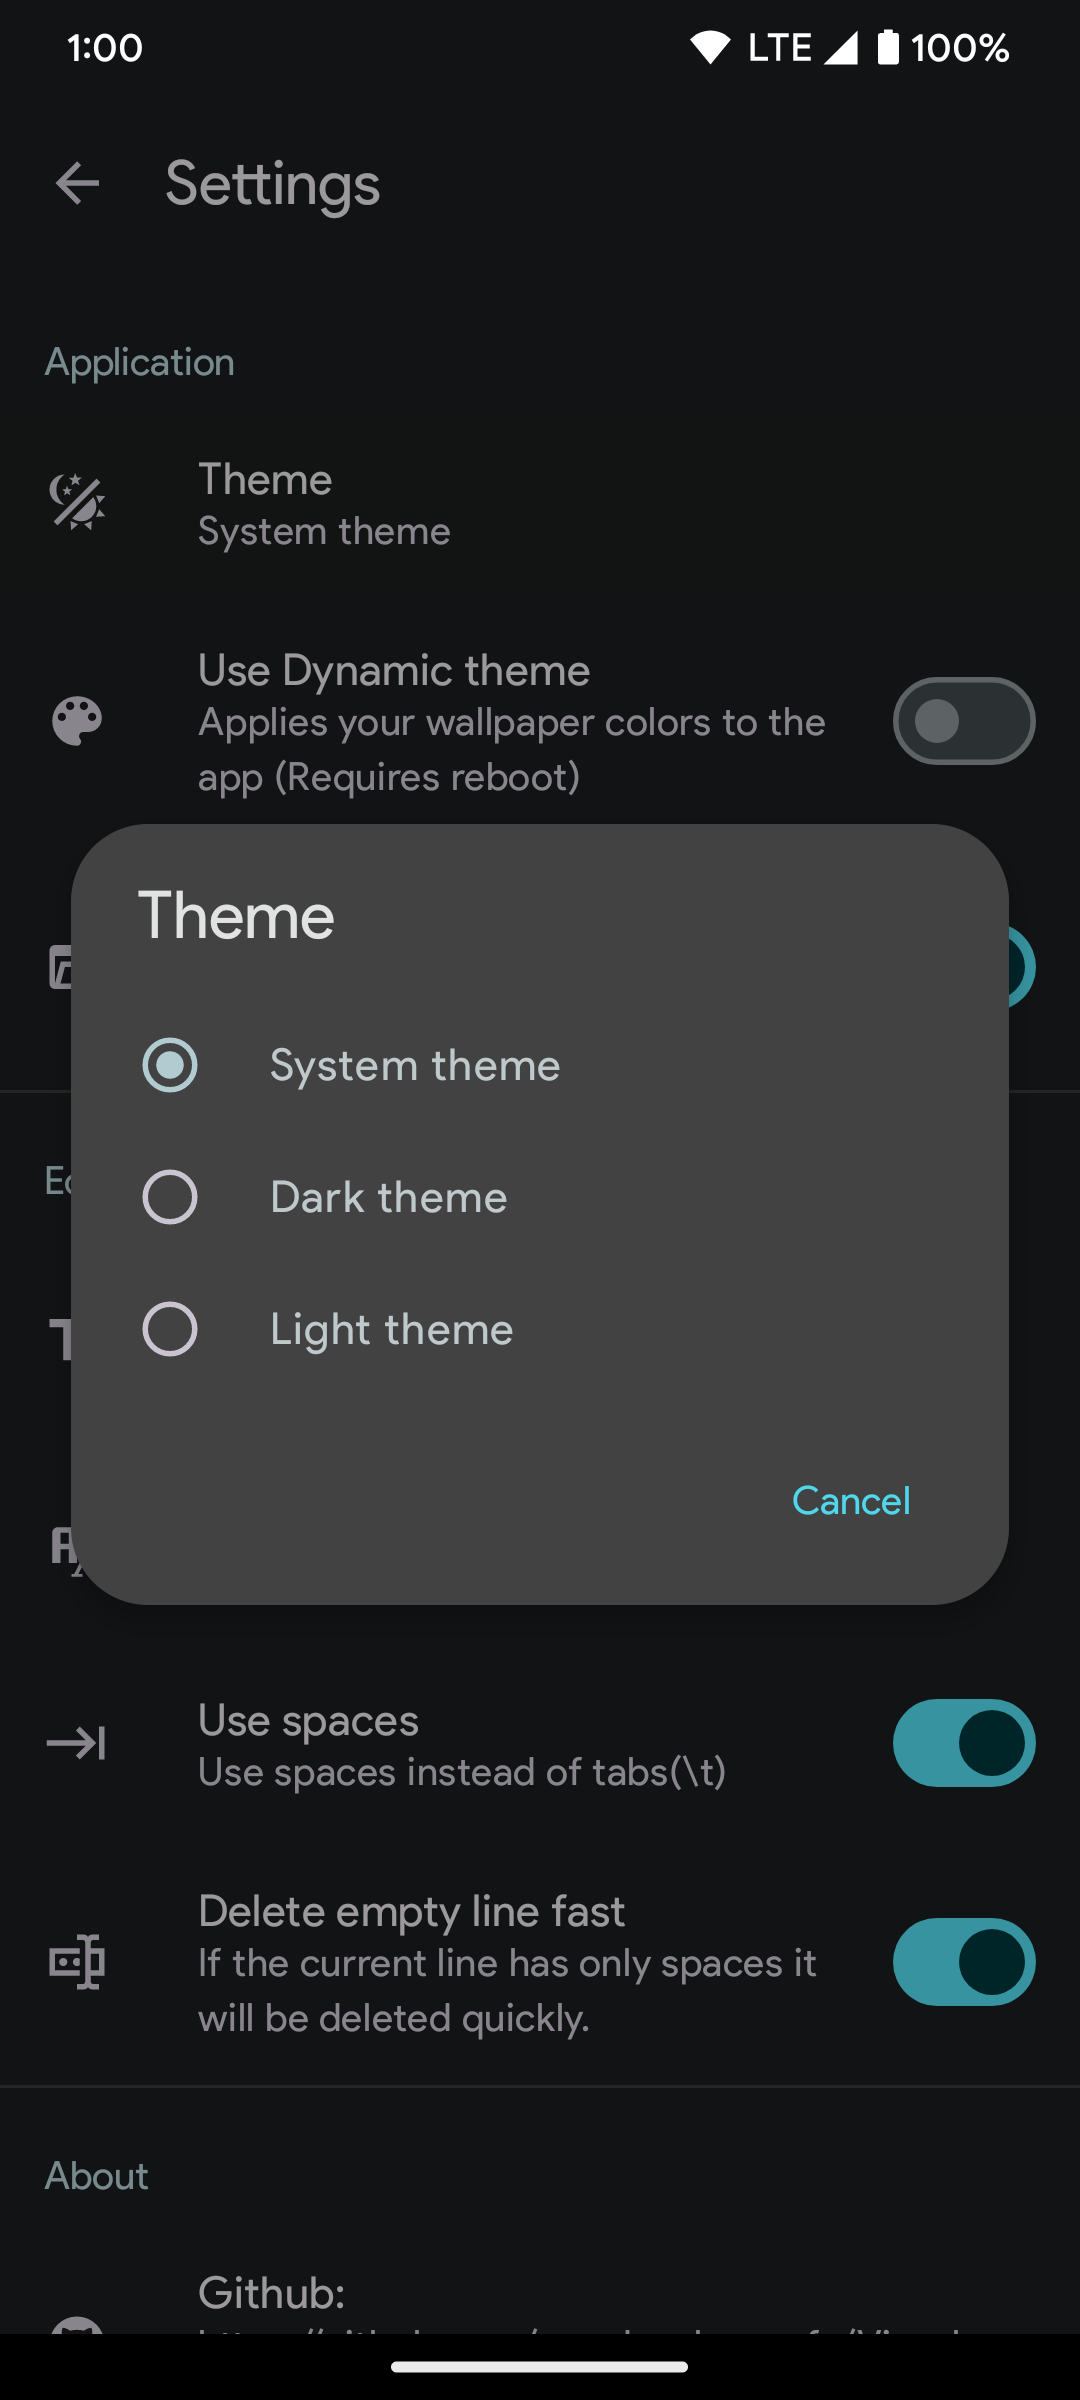 1:00
LTE
100%
Settings
Application
Theme
System theme
Use Dynamic theme
Applies your wallpaper colors to the
app (Requires reboot)
Theme
System theme
Dark theme
Light theme
Cancel
Use spaces
Use spaces instead of tabs(\t)
Delete empty line fast
If the current line has only spaces it
will be deleted quickly.
About
Github: